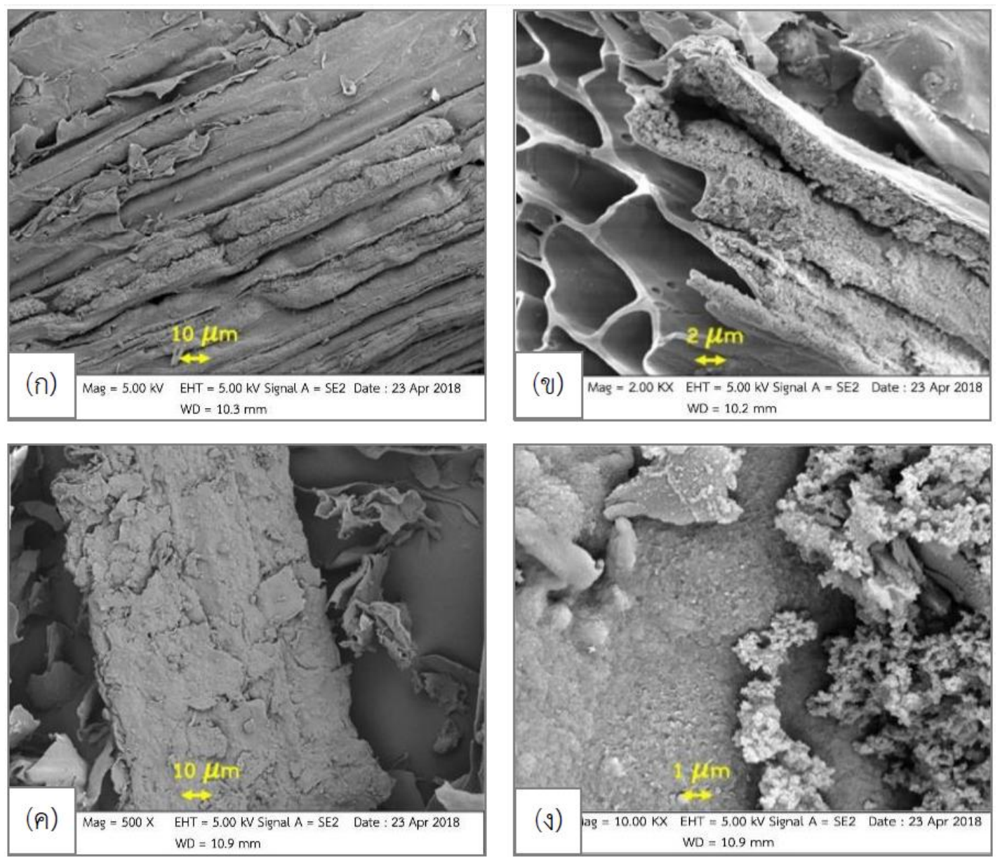 10 μm
(ก)
Mag = 5.00 kV EHT = 5.00 kV Signal A = SE2 Date : 23 Apr 2018
WD = 10.3 mm
2 μm
(ข)
Mag = 2.00 KX EHT = 5.00 kV Signal A = SE2 Date : 23 Apr 2018
WD = 10.2 mm
10 μm
(ค)
Mag = 500 X EHT = 5.00 kV Signal A = SE2 Date : 23 Apr 2018
WD = 10.9 mm
1 μm
(ง)
ag = 10.00 KX EHT = 5.00 kV Signal A = SE2 Date : 23 Apr 2018
WD = 10.9 mm